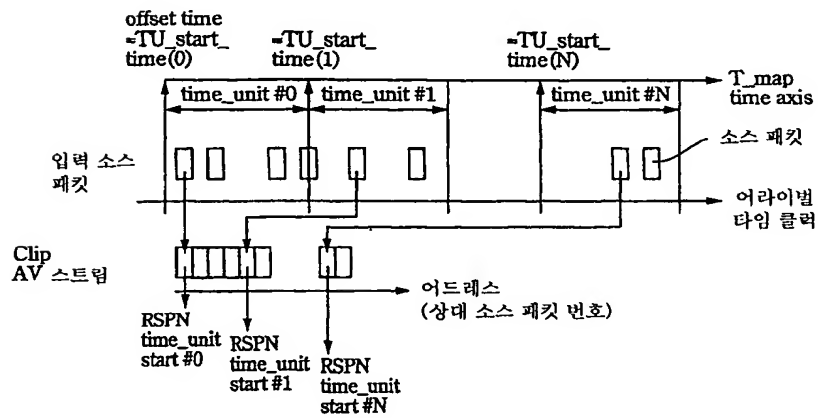 offset time
=TU_start_
time(0)
=TU_start_
time(1)
=TU_start_
time(N)
T_map
time axis
time_unit #0
time_unit #1
time_unit #N
소스 패킷
입력 소스
패킷
어라이벌
타임 클럭
Clip
AV 스트림
어드레스
(상대 소스 패킷 번호)
RSPN
time_unit
start #0
RSPN
time_unit
start #1
RSPN
time_unit
start #N